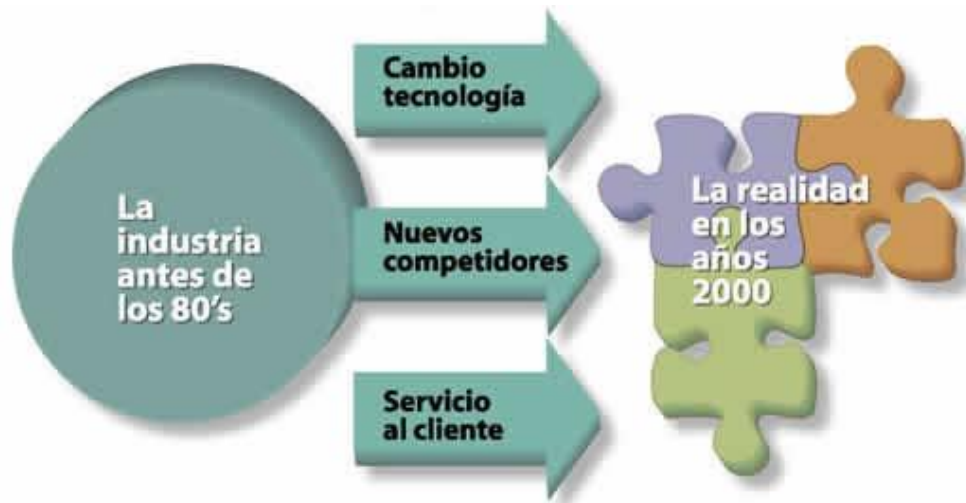 La
industria
antes de
los 80's
Cambio
tecnología
Nuevos
competidores
Servicio
al cliente
La realidad
en los
años
2000